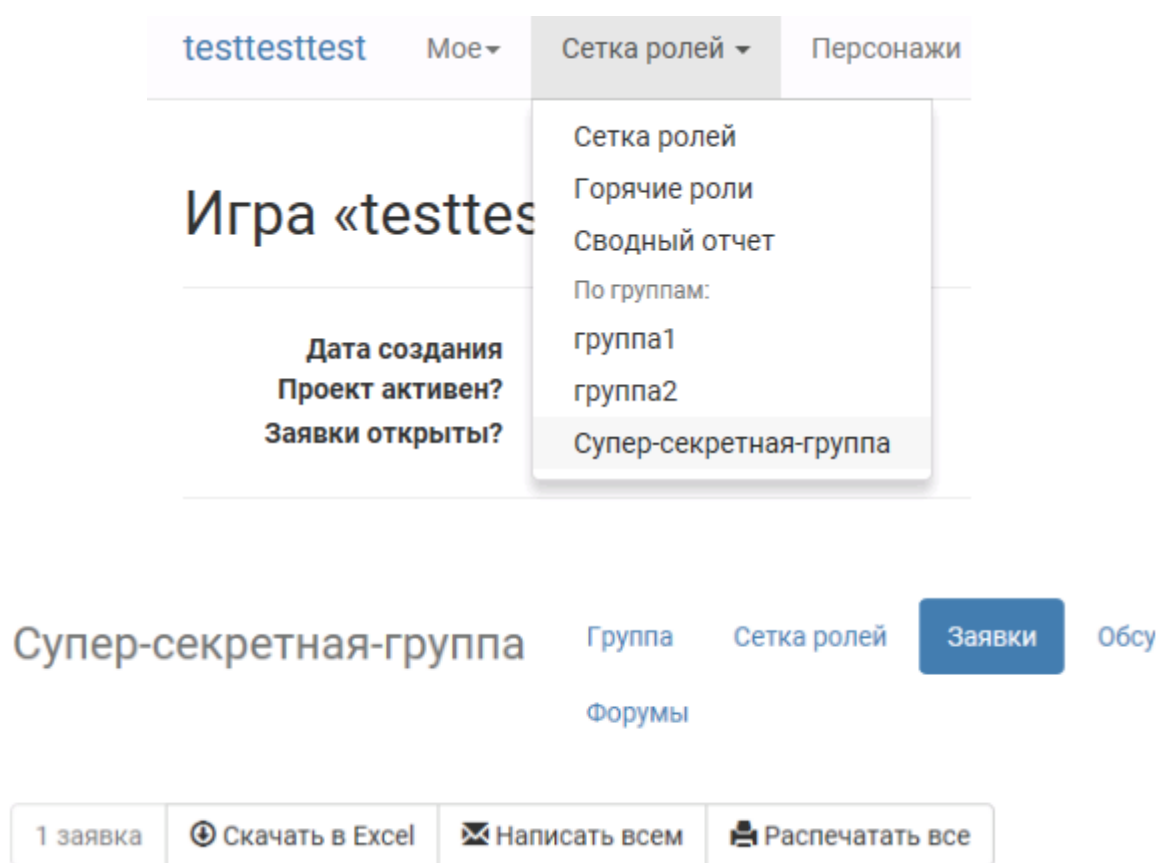 testtesttest Мое Сетка ролей Персонажи
Сетка ролей
Горячие роли
Сводный отчет
По группам:
группа1
группа2
Супер-секретная-группа
Игра «testtes
Дата создания
Проект активен?
Заявки открыты?
Супер-секретная-группа Группа Сетка ролей Заявки Обсу
Форумы
1 заявка Скачать в Excel Написать всем Распечатать все